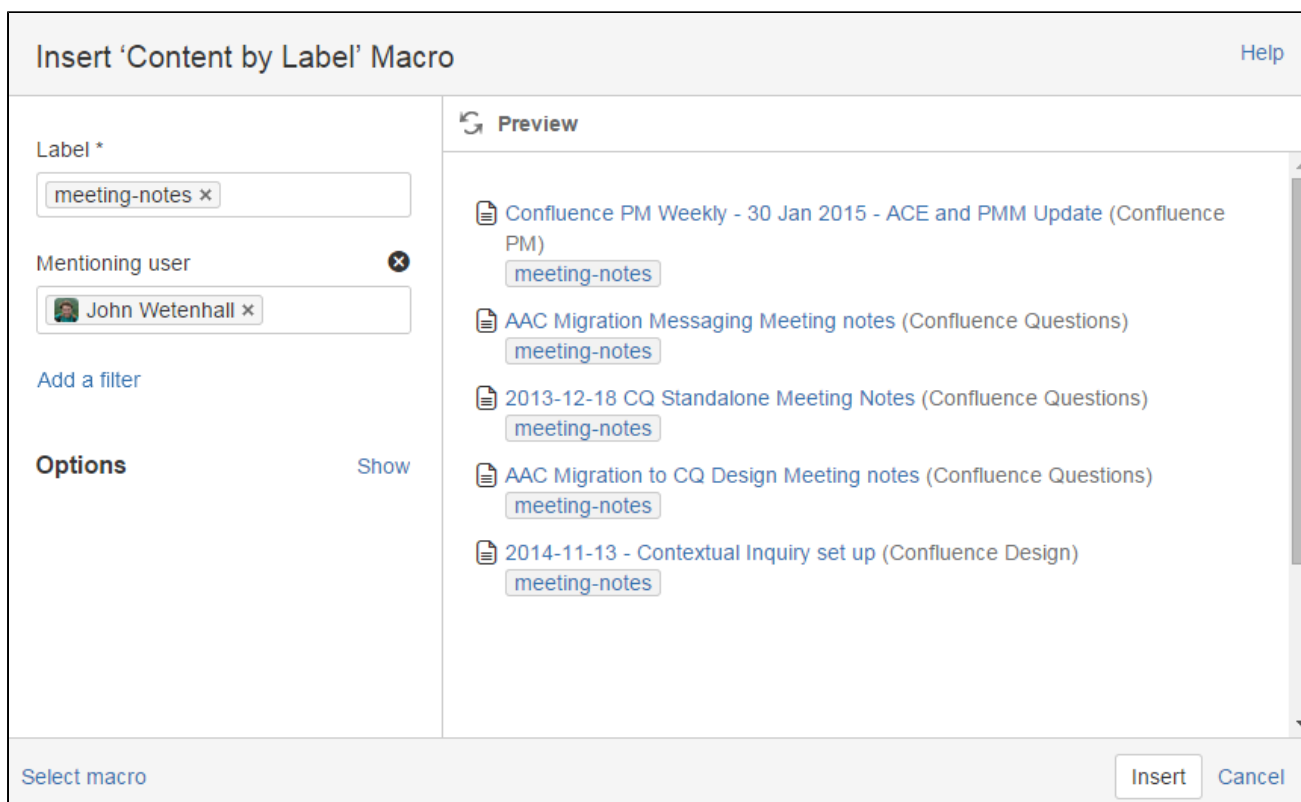 Insert ‘Content by Label’ Macro
Help
Label *
meeting-notes ×
Mentioning user
John Wetenhall ×
Add a filter
Options
Show
Preview
Confluence PM Weekly - 30 Jan 2015 - ACE and PMM Update (Confluence
PM)
meeting-notes
AAC Migration Messaging Meeting notes (Confluence Questions)
meeting-notes
2013-12-18 CQ Standalone Meeting Notes (Confluence Questions)
meeting-notes
AAC Migration to CQ Design Meeting notes (Confluence Questions)
meeting-notes
2014-11-13 - Contextual Inquiry set up (Confluence Design)
meeting-notes
Select macro
Insert
Cancel